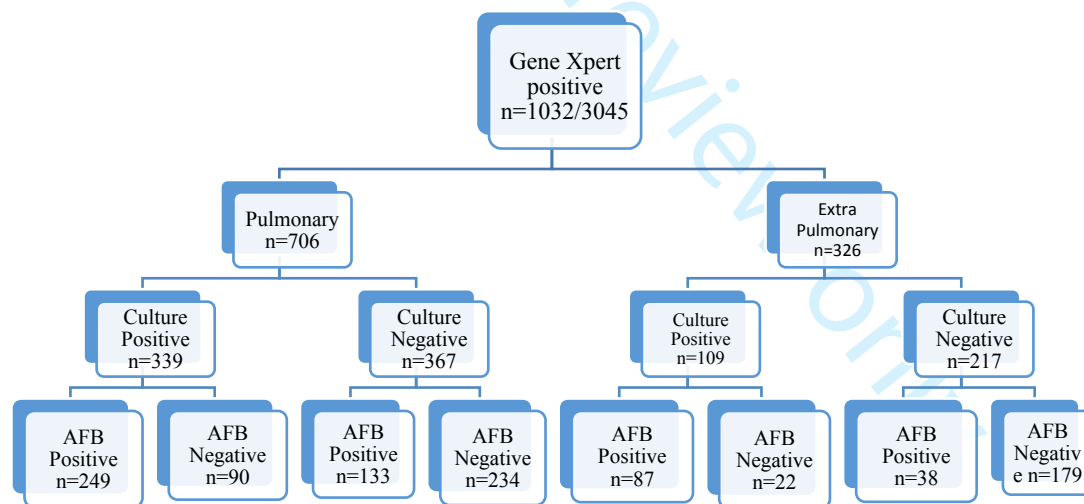 Gene Xpert
positive
n=1032/3045
Pulmonary
n=706
Extra
Pulmonary
n=326
Culture
Positive
n=339
Culture
Negative
n=367
Culture
Positive
n=109
Culture
Negative
n=217
AFB
Positive
n=249
AFB
Negative
n=90
AFB
Positive
n=133
AFB
Negative
n=234
AFB
Positive
n=87
AFB
Negative
n=22
AFB
Positive
n=38
AFB
Negativ
e n=179